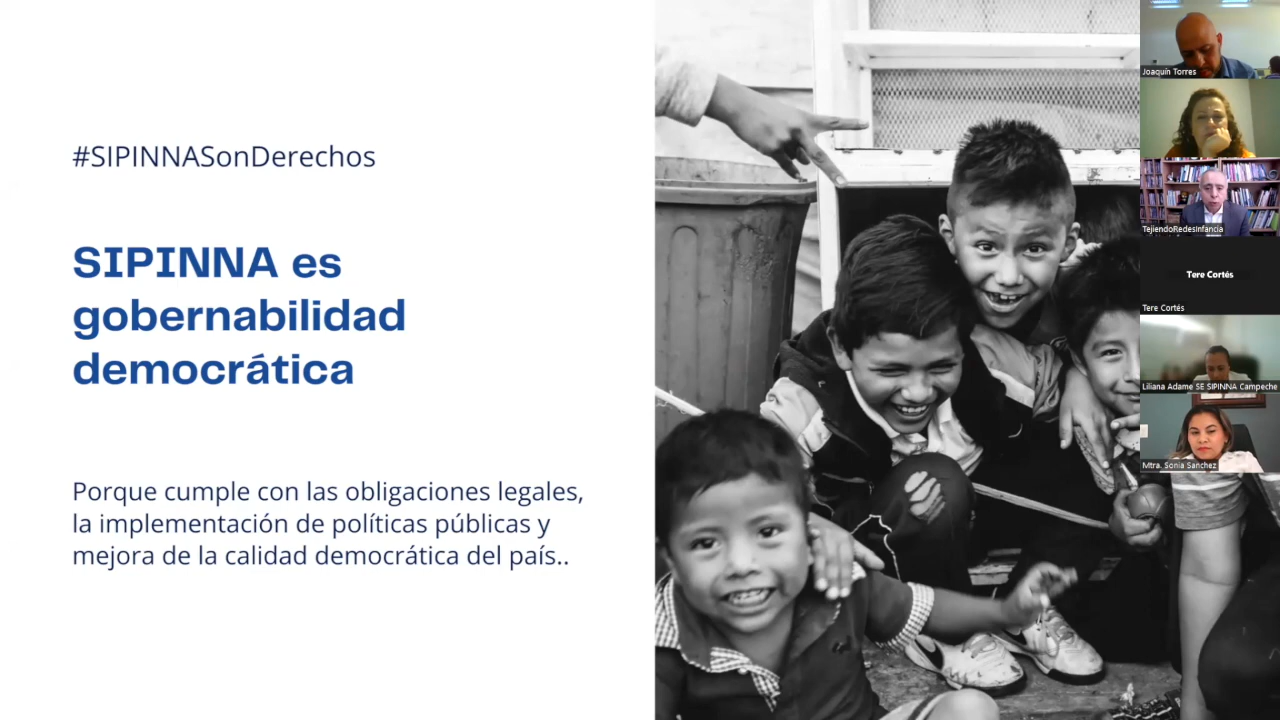 #SIPINNASonDerechos
SIPINNA es
gobernabilidad
democrática
Porque cumple con las obligaciones legales,
la implementación de políticas públicas y
mejora de la calidad democrática del país..
Joaquín Torres
TejiendoRedesInfancia
Tere Cortés
Tere Cortés
Liliana Adame SE SIPINNA Campeche
Mtra. Sonia Sanchez